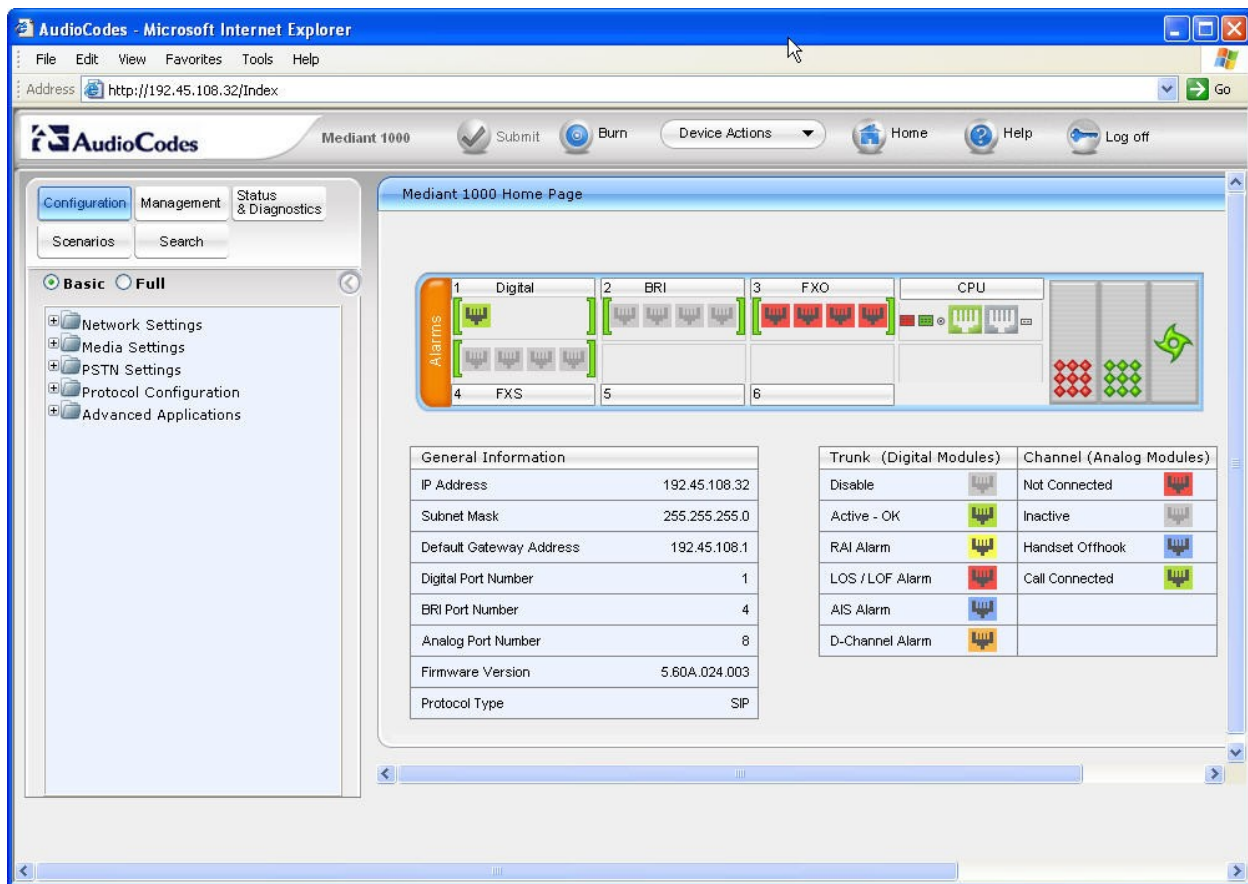 AudioCodes - Microsoft Internet Explorer
File Edit View Favorites Tools Help
Address http://192.45.108.32/Index Go
AudioCodes Mediant 1000 Submit Burn Device Actions Home Help Log off
Configuration Management Status & Diagnostics
Scenarios Search
Basic Full
Network Settings
Media Settings
PSTN Settings
Protocol Configuration
Advanced Applications
Mediant 1000 Home Page
Alarms
1 Digital 2 BRI 3 FXO CPU
4 FXS 5 6
General Information
IP Address 192.45.108.32
Subnet Mask 255.255.255.0
Default Gateway Address 192.45.108.1
Digital Port Number 1
BRI Port Number 4
Analog Port Number 8
Firmware Version 5.60A.024.003
Protocol Type SIP
Trunk (Digital Modules) Channel (Analog Modules)
Disable Not Connected
Active - OK Inactive
RAI Alarm Handset Offhook
LOS / LOF Alarm Call Connected
AIS Alarm
D-Channel Alarm